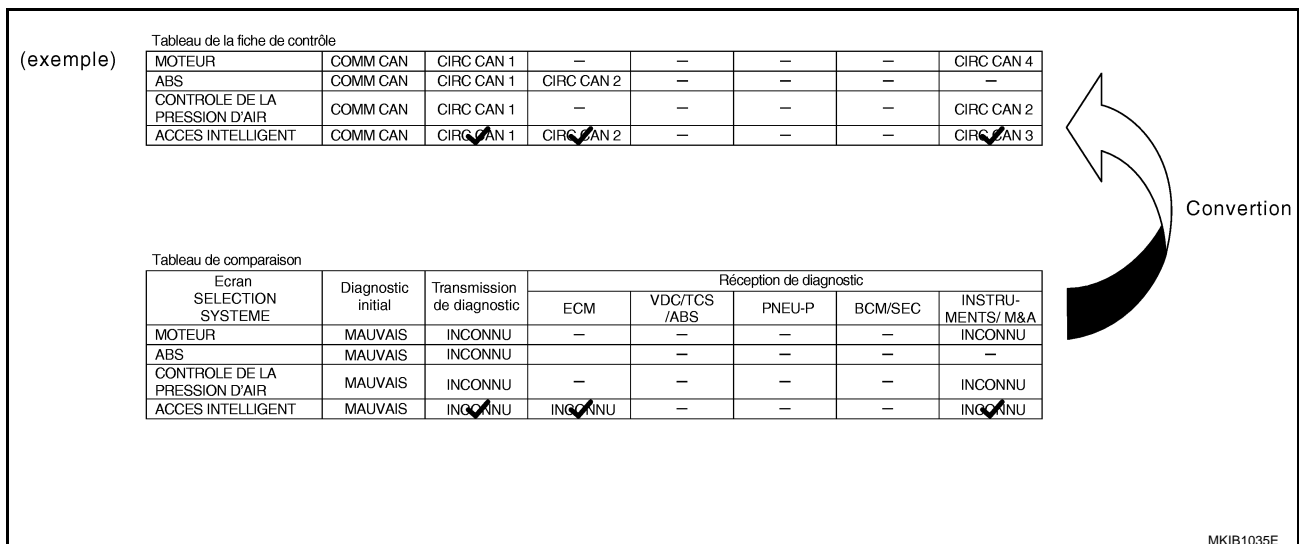 Tableau de la fiche de contrôle
(exemple)
MOTEUR COMM CAN CIRC CAN 1 – – – – CIRC CAN 4
ABS COMM CAN CIRC CAN 1 CIRC CAN 2 – – – –
CONTROLE DE LA
PRESSION D'AIR COMM CAN CIRC CAN 1 – – – – CIRC CAN 2
ACCES INTELLIGENT COMM CAN CIRC CAN 1 CIRC CAN 2 – – – CIRC CAN 3
Convertion
Tableau de comparaison
Ecran
SELECTION
SYSTEME
Diagnostic
initial
Transmission
de diagnostic
Réception de diagnostic
ECM
VDC/TCS
/ABS
PNEU-P
BCM/SEC
INSTRU-
MENTS/ M&A
MOTEUR MAUVAIS INCONNU – – – – INCONNU
ABS MAUVAIS INCONNU – – – –
CONTROLE DE LA
PRESSION D'AIR MAUVAIS INCONNU – – – – INCONNU
ACCES INTELLIGENT MAUVAIS INCONNU INCONNU – – – INCONNU
MKIB1035E